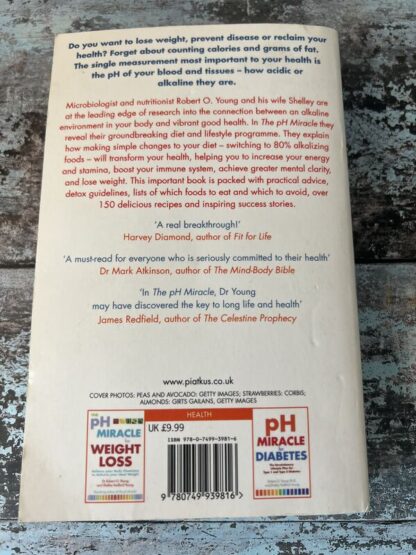 Do you want to lose weight, prevent disease or reclaim your
health? Forget about counting calories and grams of fat.
The single measurement most important to your health is
the pH of your blood and tissues – how acidic or
alkaline they are.
Microbiologist and nutritionist Robert O. Young and his wife Shelley are
at the leading edge of research into the connection between an alkaline
environment in your body and vibrant good health. In The pH Miracle they
reveal their groundbreaking diet and lifestyle programme. They explain
how making simple changes to your diet – switching to 80% alkalizing
foods – will transform your health, helping you to increase your energy
and stamina, boost your immune system, achieve greater mental clarity,
and lose weight. This important book is packed with practical advice,
detox guidelines, lists of which foods to eat and which to avoid, over
150 delicious recipes and inspiring success stories.
'A real breakthrough!'
Harvey Diamond, author of Fit for Life
'A must-read for everyone who is seriously committed to their health'
Dr Mark Atkinson, author of The Mind-Body Bible
'In The pH Miracle, Dr Young
may have discovered the key to long life and health'
James Redfield, author of The Celestine Prophecy
www.piatkus.co.uk
COVER PHOTOS: PEAS AND AVOCADO: GETTY IMAGES; STRAWBERRIES: CORBIS;
ALMONDS: GIRTS GAILANS, GETTY IMAGES
HEALTH
UK £9.99
ISBN 978-0-7499-3981-6
9 780749 939816 >
THE
pH
MIRACLE
for
WEIGHT
LOSS
pH
MIRACLE
for
DIABETES